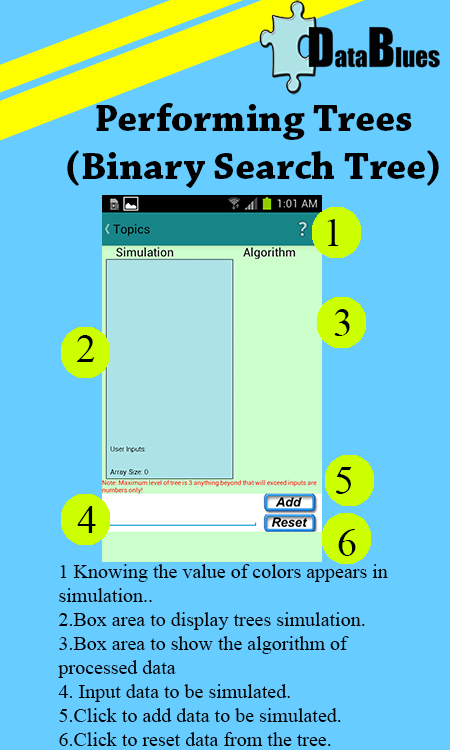 DataBlues
Performing Trees
(Binary Search Tree)
1:01 AM
Topics
?
1
Simulation
Algorithm
2
3
User Inputs:
Array Size: 0
Note: Maximum level of tree is 3 anything beyond that will exceed inputs are
numbers only!
5
4
Add
Reset
6
1 Knowing the value of colors appears in
simulation..
2.Box area to display trees simulation.
3.Box area to show the algorithm of
processed data
4. Input data to be simulated.
5.Click to add data to be simulated.
6.Click to reset data from the tree.